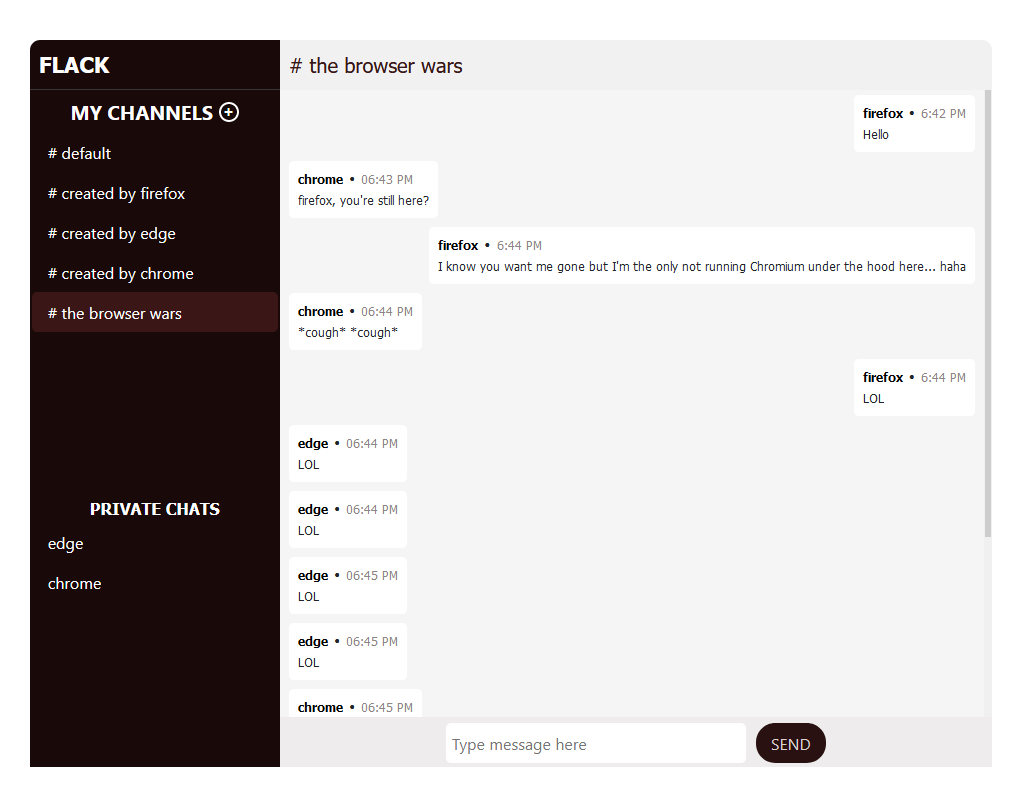 FLACK
MY CHANNELS
# default
# created by firefox
# created by edge
# created by chrome
# the browser wars
PRIVATE CHATS
edge
chrome
# the browser wars
firefox • 6:42 PM
Hello
chrome • 06:43 PM
firefox, you're still here?
firefox • 6:44 PM
I know you want me gone but I'm the only not running Chromium under the hood here... haha
chrome • 06:44 PM
*cough* *cough*
firefox • 6:44 PM
LOL
edge • 06:44 PM
LOL
edge • 06:44 PM
LOL
edge • 06:45 PM
LOL
edge • 06:45 PM
LOL
chrome • 06:45 PM
Type message here
SEND